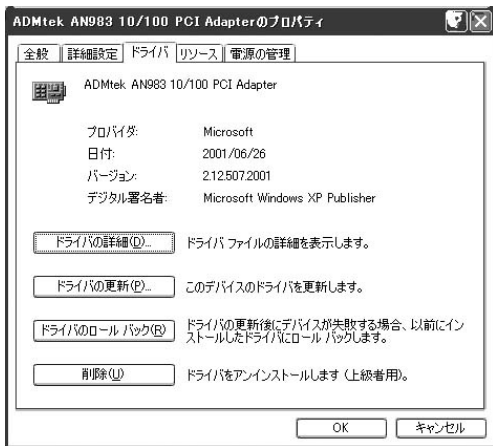 ADMtek AN983 10/100 PCI Adapterのプロパティ
全般 詳細設定 ドライバ リソース 電源の管理
ADMtek AN983 10/100 PCI Adapter
プロバイダ: Microsoft
日付: 2001/06/26
バージョン: 2.12.507.2001
デジタル署名者: Microsoft Windows XP Publisher
ドライバの詳細(D)... ドライバ ファイルの詳細を表示します。
ドライバの更新(P)... このデバイスのドライバを更新します。
ドライバのロール バック(R) ドライバの更新後にデバイスが失敗する場合、以前にイン
ストールしたドライバにロール バックします。
削除(U) ドライバをアンインストールします (上級者用)。
OK キャンセル